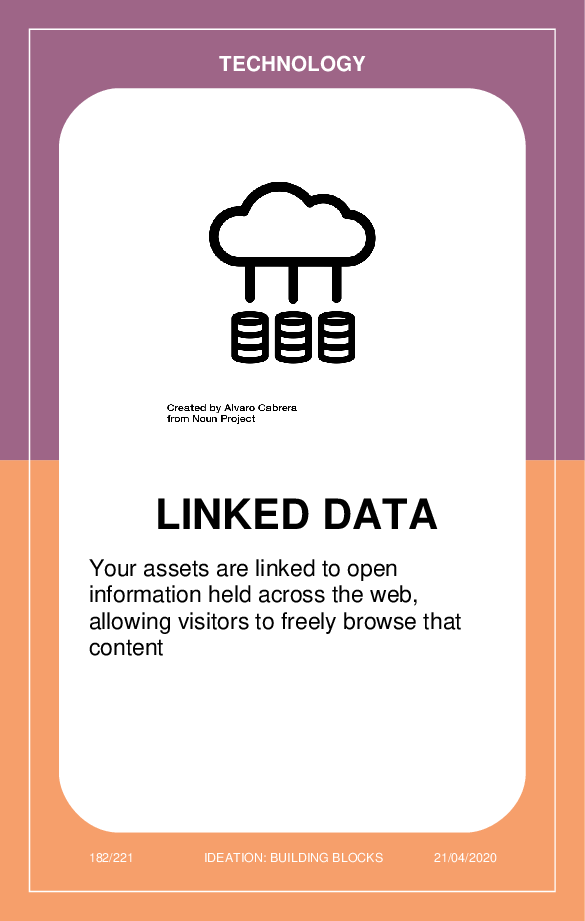 TECHNOLOGY
Created by Alvaro Cabrera
from Noun Project
LINKED DATA
Your assets are linked to open
information held across the web,
allowing visitors to freely browse that
content
182/221 IDEATION: BUILDING BLOCKS 21/04/2020